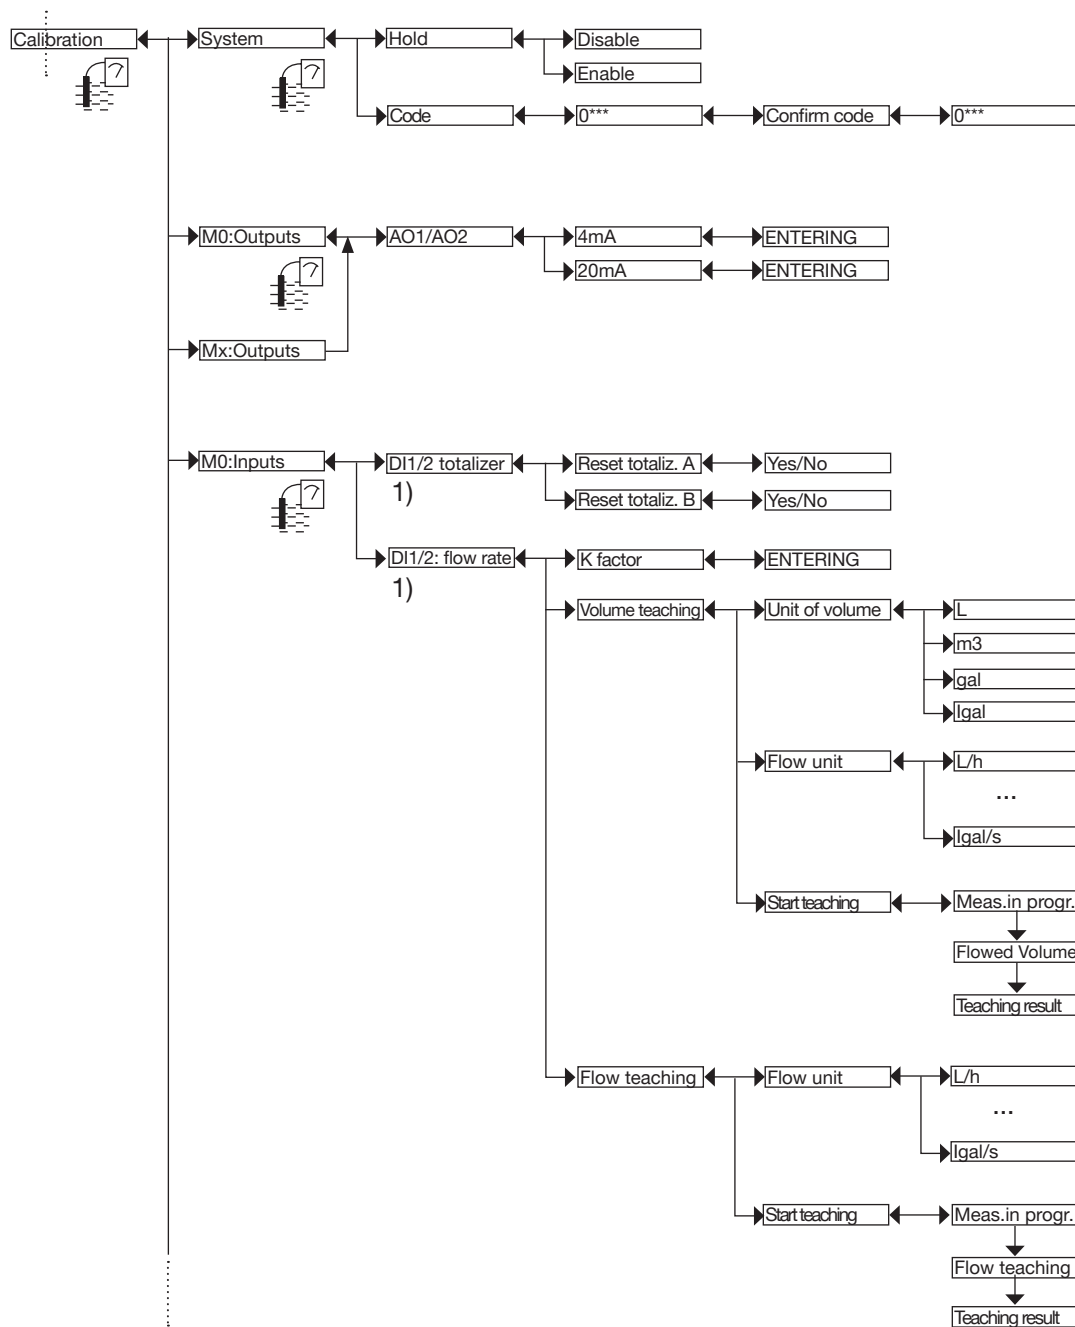 Calibration
System
Hold
Disable
Enable
Code
0***
Confirm code
0***
M0:Outputs
AO1/AO2
4mA
ENTERING
20mA
ENTERING
Mx:Outputs
M0:Inputs
DI1/2 totalizer
1)
Reset totaliz. A
Yes/No
Reset totaliz. B
Yes/No
DI1/2: flow rate
1)
K factor
ENTERING
Volume teaching
Unit of volume
L
m3
gal
Igal
Flow unit
L/h
...
Igal/s
Start teaching
Meas.in progr.
Flowed Volume
Teaching result
Flow teaching
Flow unit
L/h
...
Igal/s
Start teaching
Meas.in progr.
Flow teaching
Teaching result